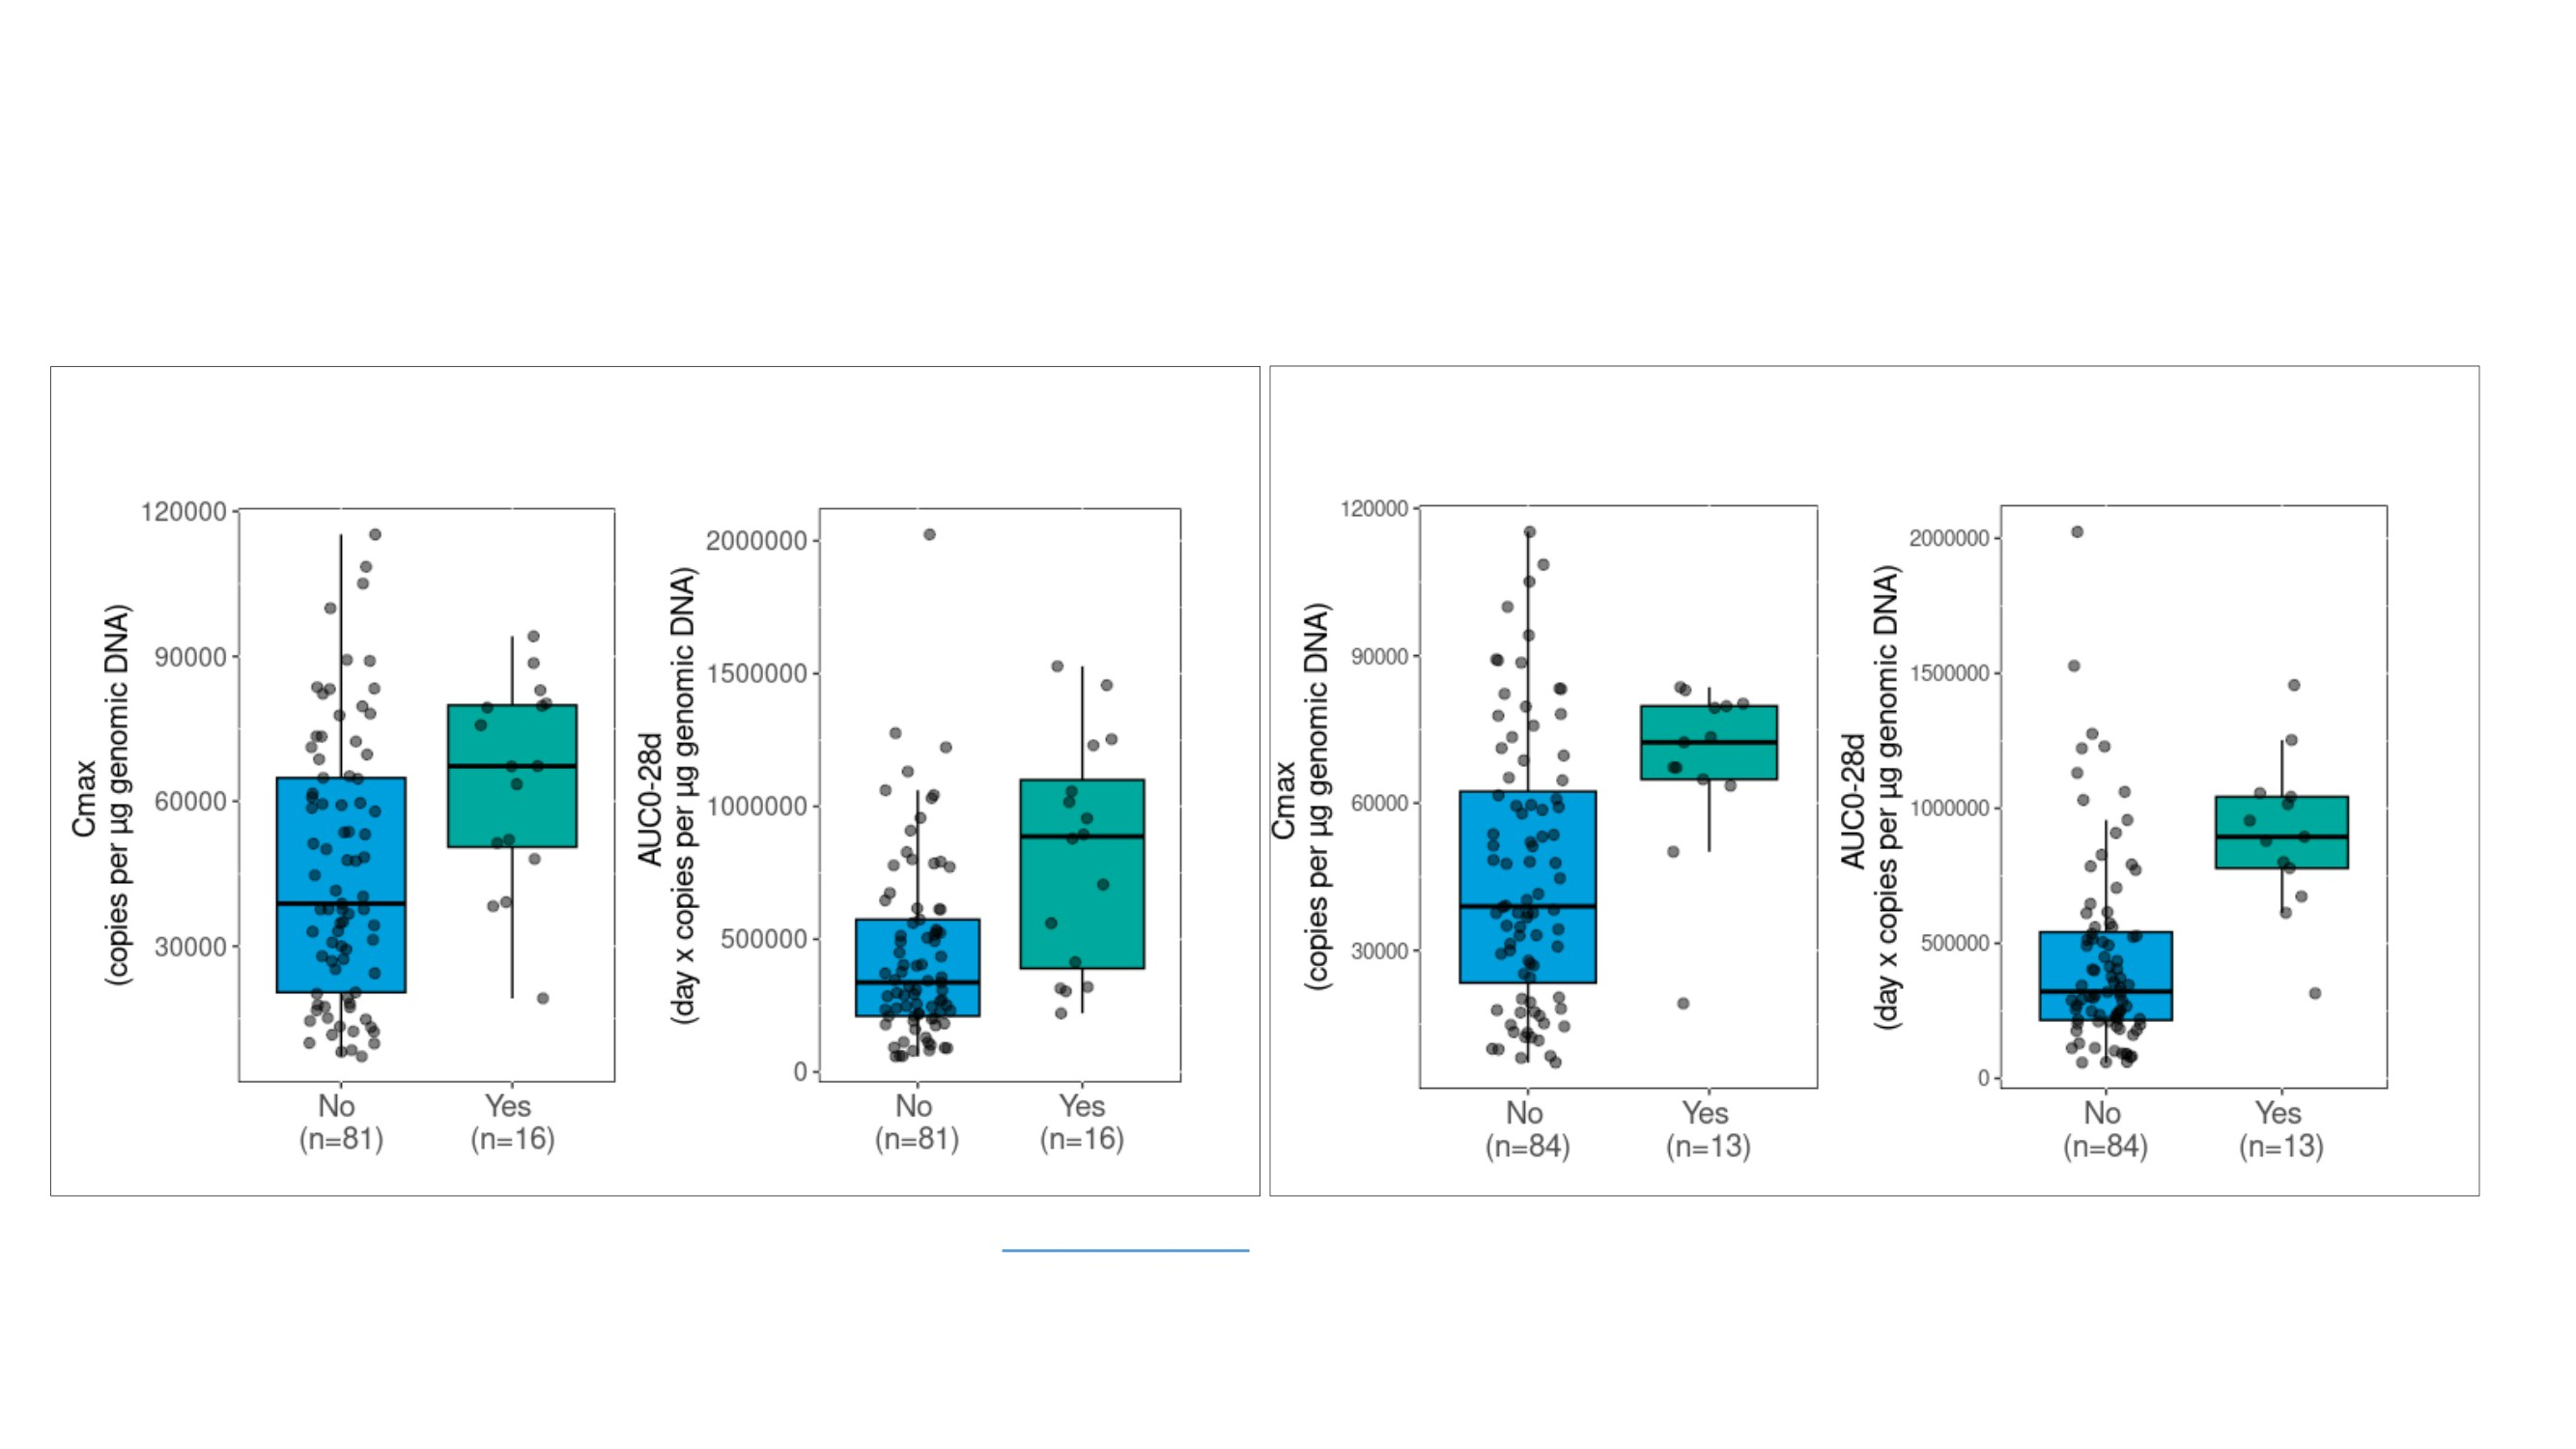 Cmax
(copies per µg genomic DNA)
120000
90000
60000
30000
No
(n=81)
Yes
(n=16)
AUC0-28d
(day x copies per µg genomic DNA)
2000000
1500000
1000000
500000
0
No
(n=81)
Yes
(n=16)
Cmax
(copies per µg genomic DNA)
120000
90000
60000
30000
No
(n=84)
Yes
(n=13)
AUC0-28d
(day x copies per µg genomic DNA)
2000000
1500000
1000000
500000
0
No
(n=84)
Yes
(n=13)